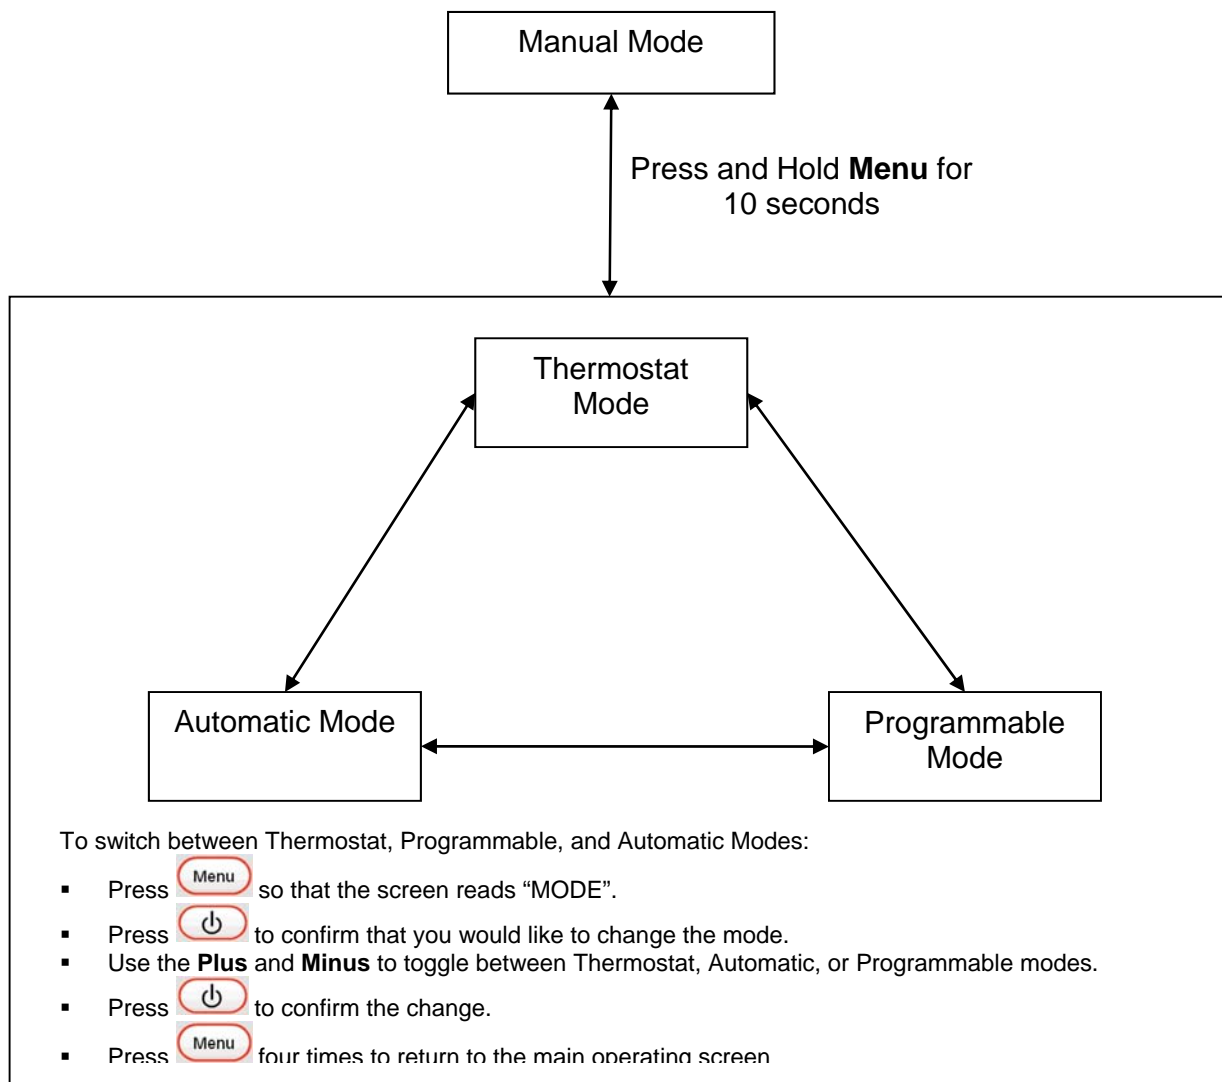 Manual Mode
Press and Hold Menu for
10 seconds
Thermostat
Mode
Automatic Mode
Programmable
Mode
To switch between Thermostat, Programmable, and Automatic Modes:
▪ Press Menu so that the screen reads “MODE”.
▪ Press to confirm that you would like to change the mode.
▪ Use the Plus and Minus to toggle between Thermostat, Automatic, or Programmable modes.
▪ Press to confirm the change.
▪ Press Menu four times to return to the main operating screen